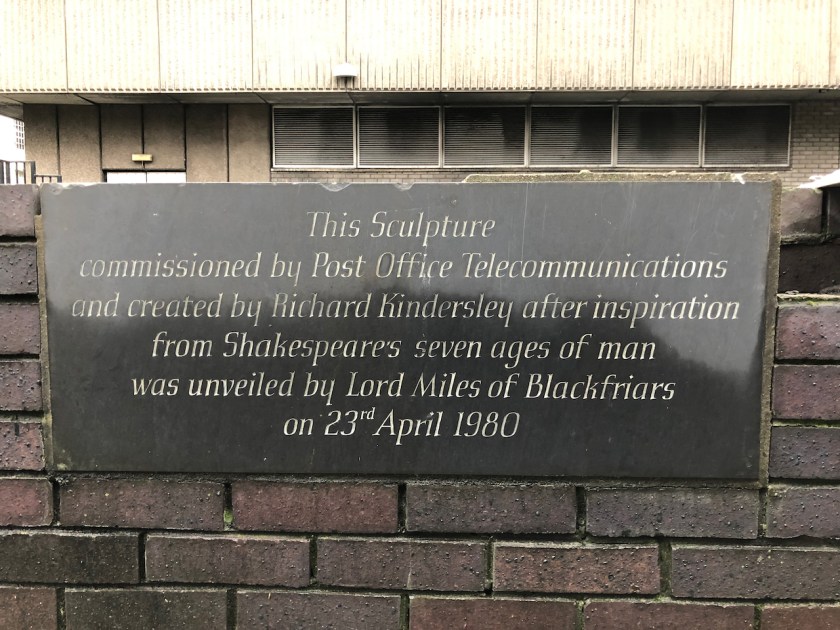 This Sculpture
commissioned by Post Office Telecommunications
and created by Richard Kindersley after inspiration
from Shakespeare's seven ages of man
was unveiled by Lord Miles of Blackfriars
on 23rd April 1980